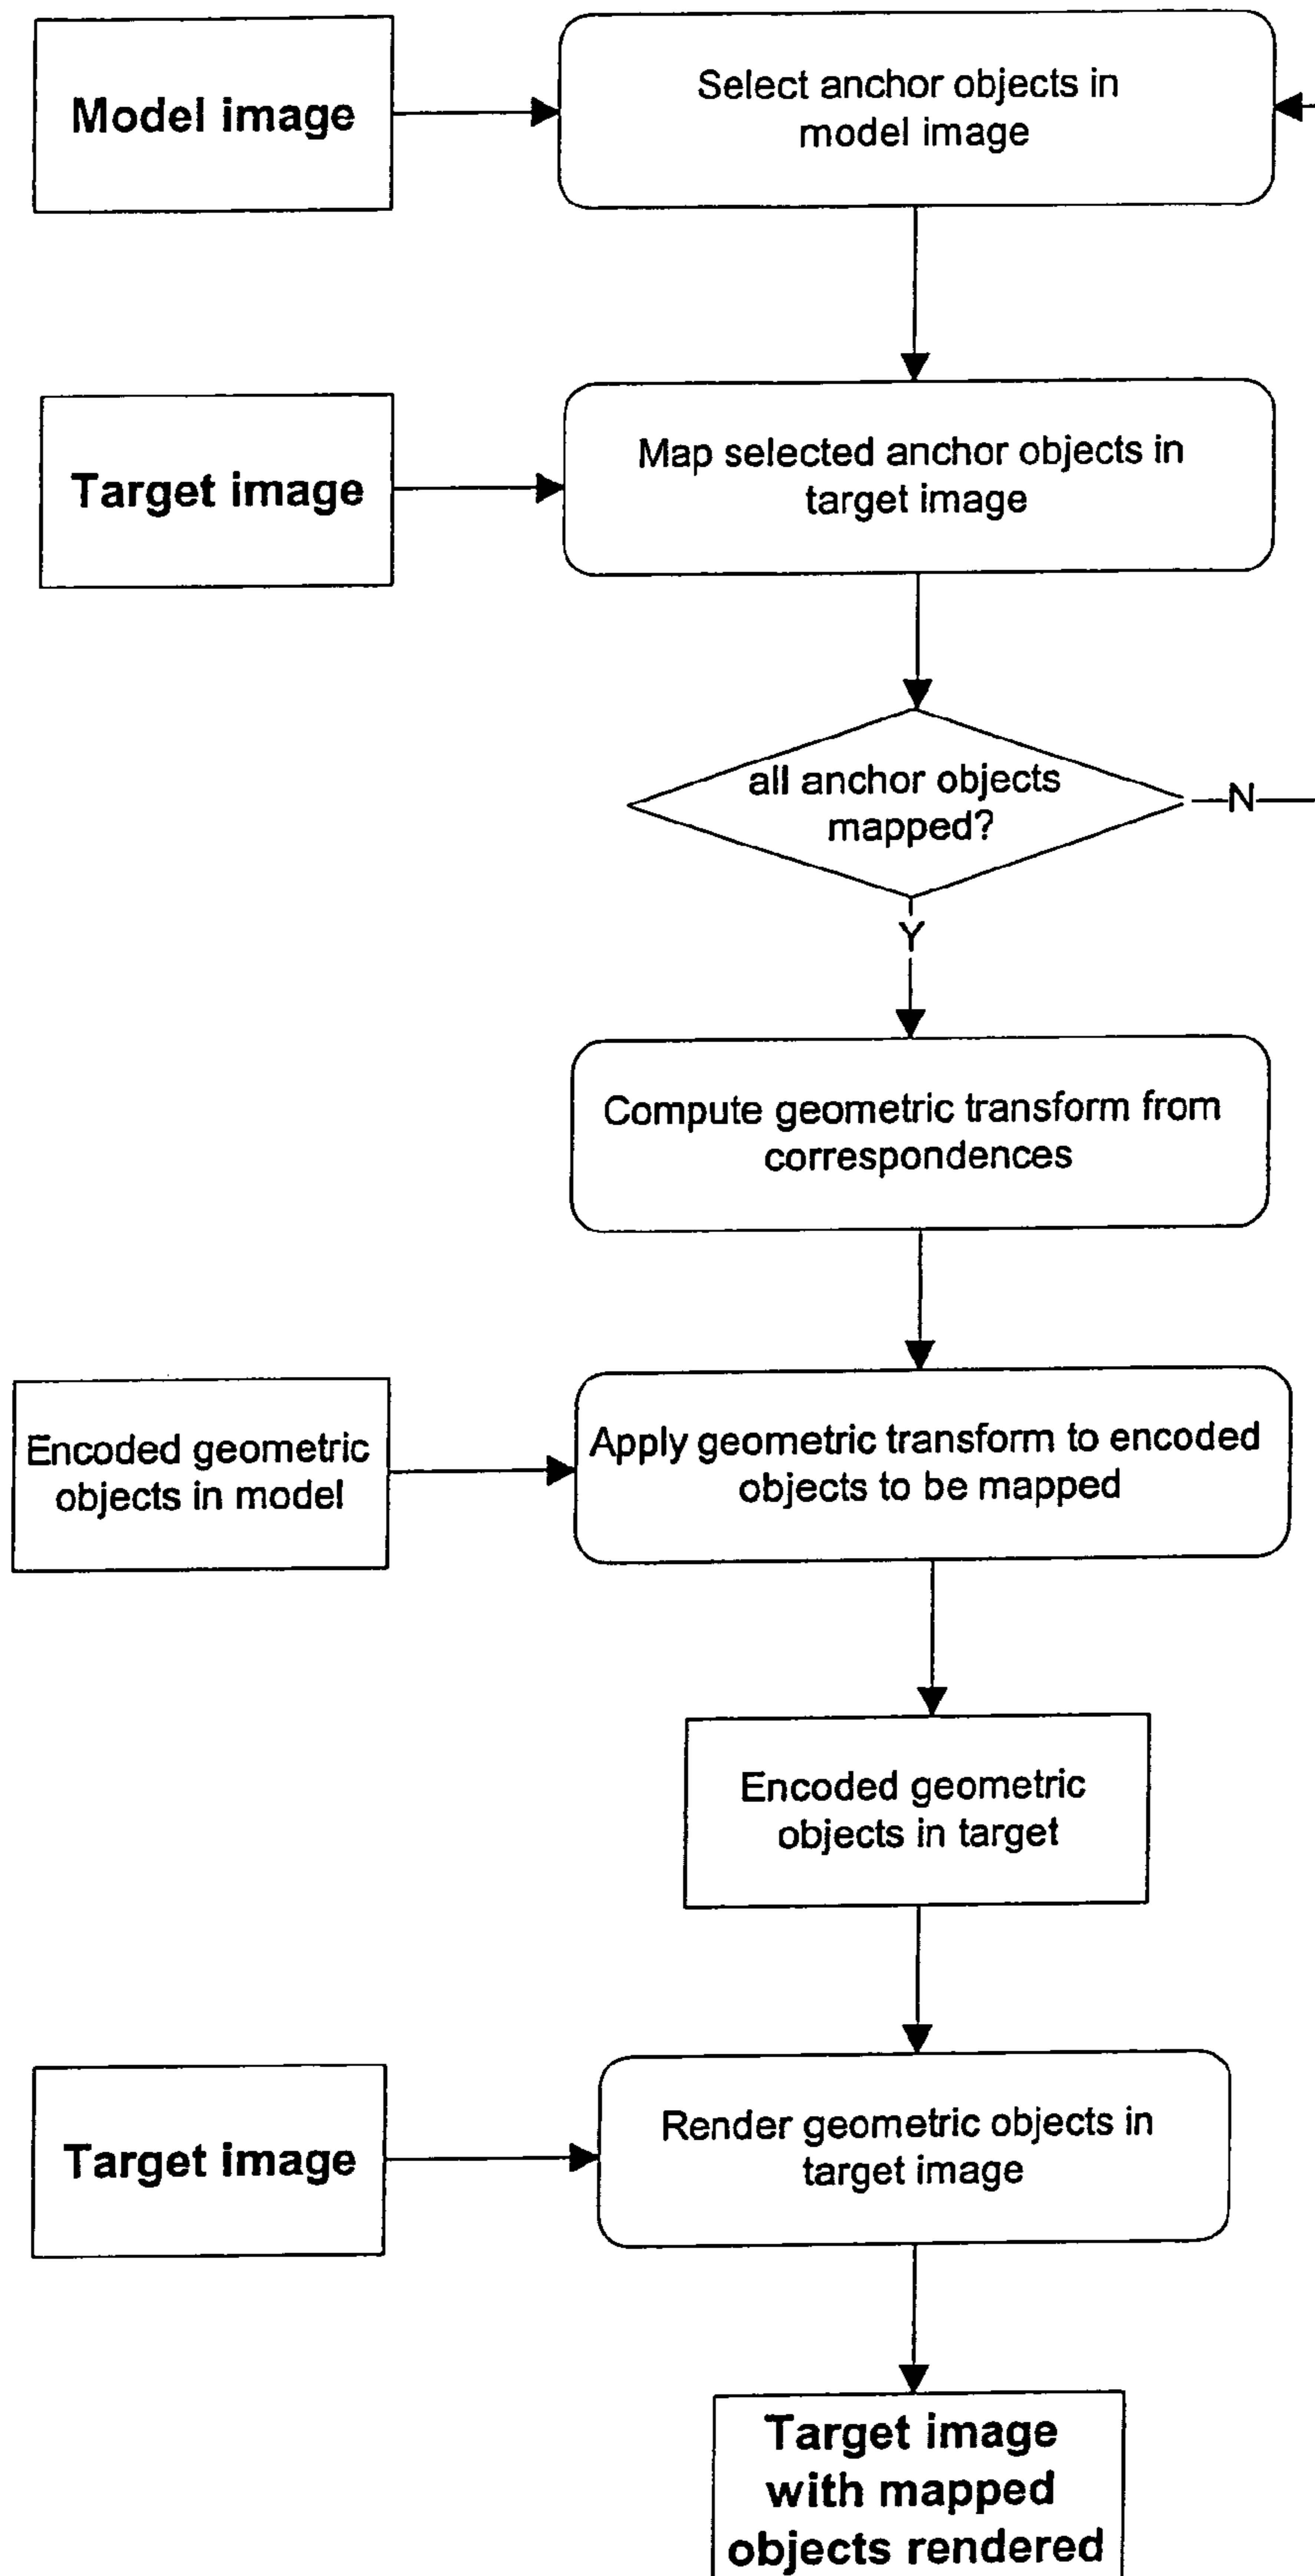 Model image
Select anchor objects in
model image
Target image
Map selected anchor objects in
target image
all anchor objects
mapped?
N
Y
Compute geometric transform from
correspondences
Encoded geometric
objects in model
Apply geometric transform to encoded
objects to be mapped
Encoded geometric
objects in target
Target image
Render geometric objects in
target image
Target image
with mapped
objects rendered